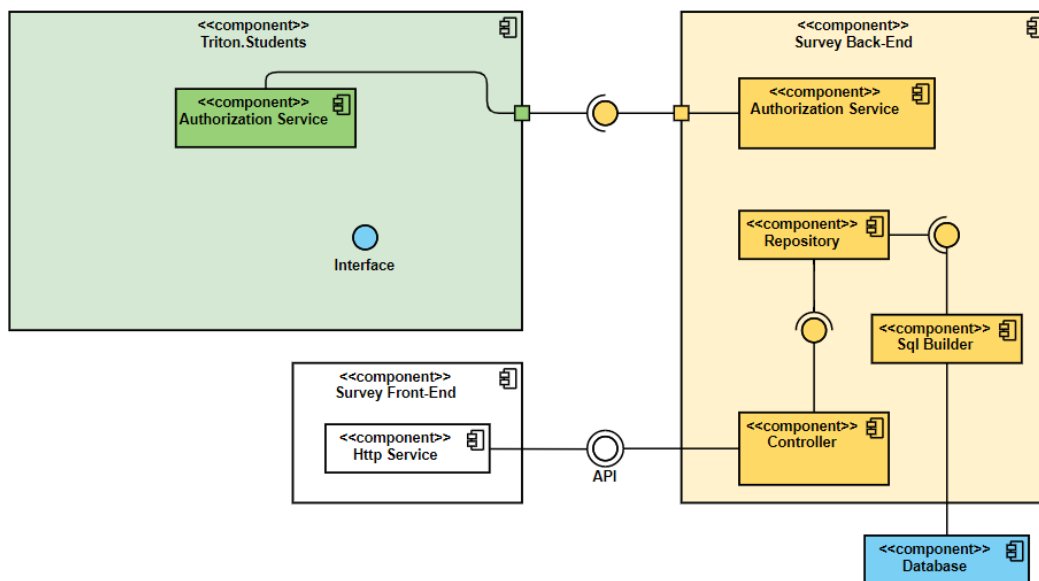 <<component>>
Triton.Students
<<component>>
Authorization Service
Interface
<<component>>
Survey Back-End
<<component>>
Authorization Service
<<component>>
Repository
<<component>>
Sql Builder
<<component>>
Controller
<<component>>
Survey Front-End
<<component>>
Http Service
API
<<component>>
Database